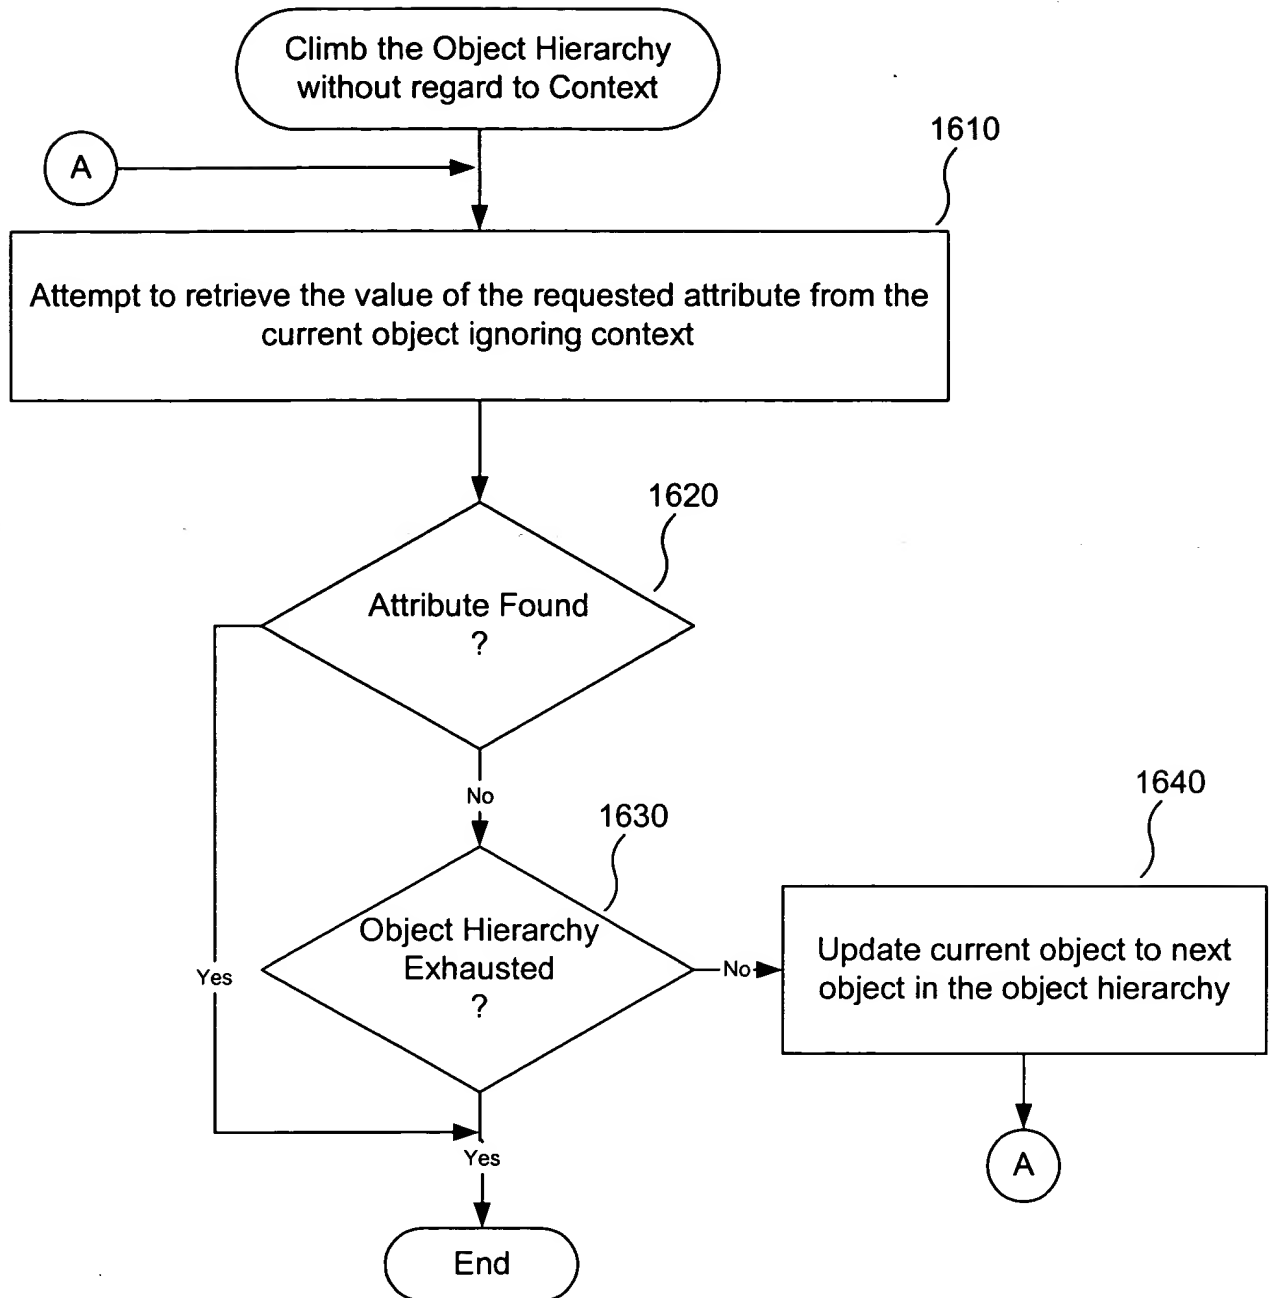 Climb the Object Hierarchy
without regard to Context
A
1610
Attempt to retrieve the value of the requested attribute from the
current object ignoring context
1620
Attribute Found
?
No
1630
1640
Object Hierarchy
Exhausted
?
No
Update current object to next
object in the object hierarchy
Yes
Yes
A
End